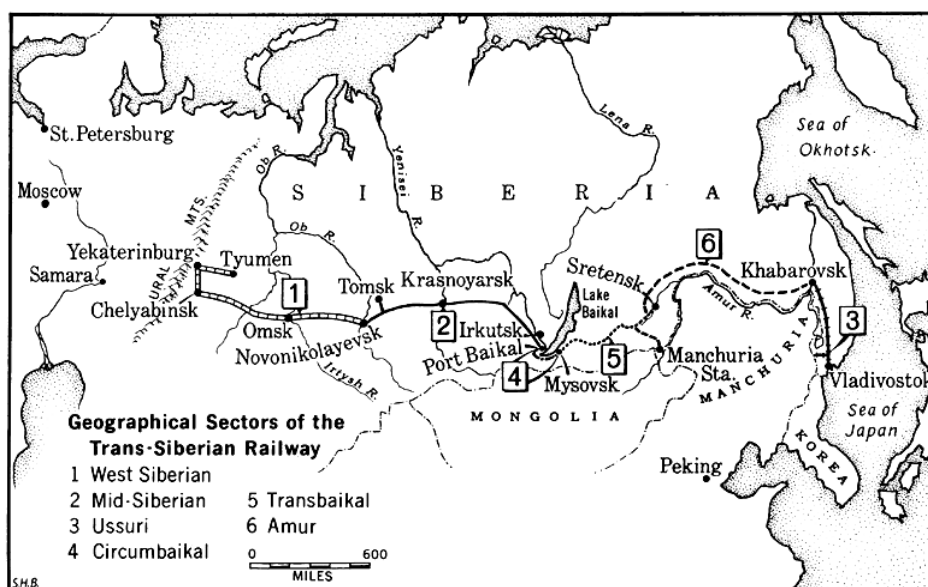 St. Petersburg
Moscow
Samara
URAL MTS.
Yekaterinburg
Tyumen
Chelyabinsk
Ob R.
Ob R.
SIBERIA
Yenisei R.
Lena R.
Sea of
Okhotsk
1
Omsk
Novonikolayevsk
Irtysh R.
Tomsk
Krasnoyarsk
2
Irkutsk
Port Baikal
Lake
Baikal
4
Mysovsk
5
Sretensk
6
Amur R.
Khabarovsk
3
Manchuria
Sta.
MANCHURIA
Vladivostok
Sea of
Japan
MONGOLIA
Peking
KOREA
Geographical Sectors of the
Trans-Siberian Railway
1 West Siberian
2 Mid-Siberian
3 Ussuri
4 Circumbaikal
5 Transbaikal
6 Amur
0 600
MILES
S.H.B.